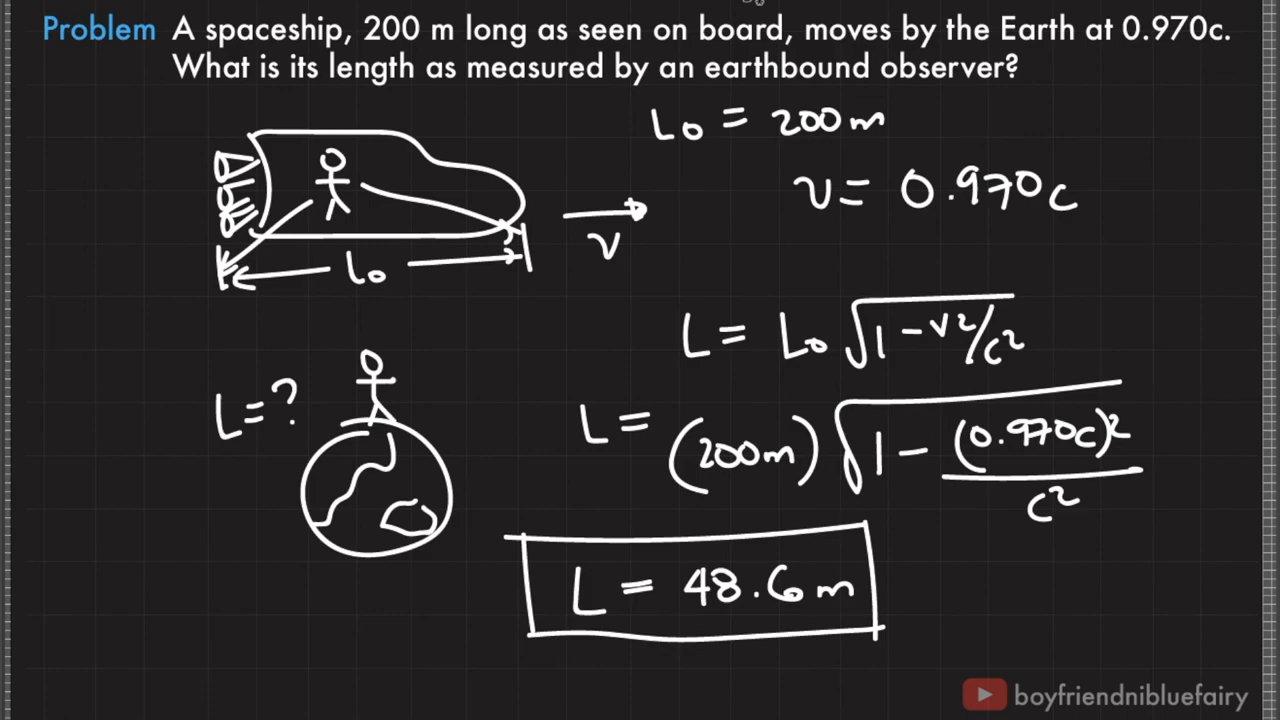 Problem A spaceship, 200 m long as seen on board, moves by the Earth at 0.970c.
What is its length as measured by an earthbound observer?
L₀ = 200m
v = 0.970c
v
L₀
L = L₀ √1 - v²/c²
L = ?
L = (200m) √1 - (0.970c)²/c²
L = 48.6m
boyfriendnibluefairy